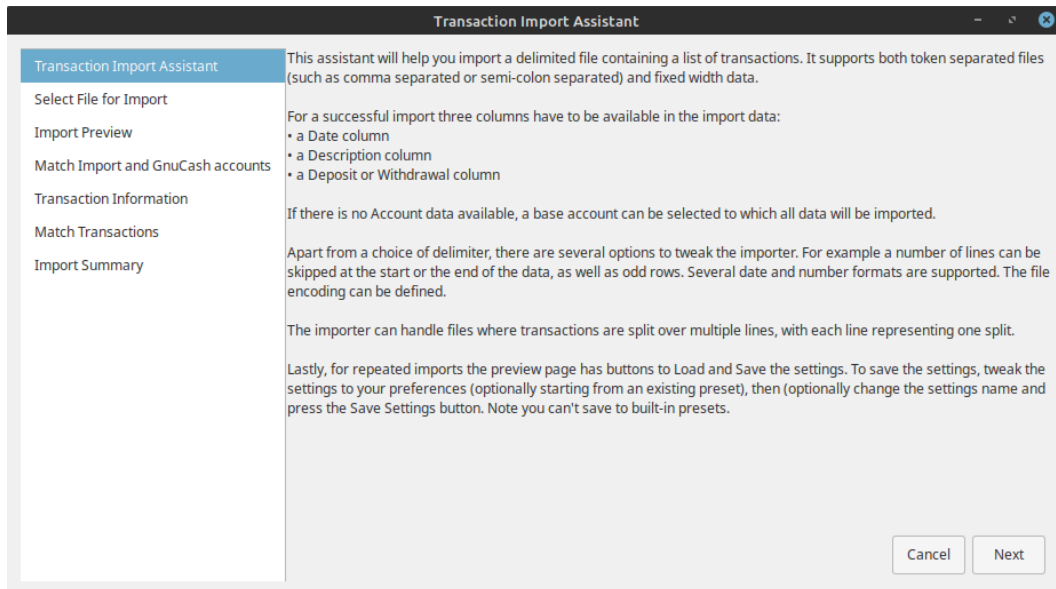 Transaction Import Assistant
Transaction Import Assistant
Select File for Import
Import Preview
Match Import and GnuCash accounts
Transaction Information
Match Transactions
Import Summary
This assistant will help you import a delimited file containing a list of transactions. It supports both token separated files
(such as comma separated or semi-colon separated) and fixed width data.
For a successful import three columns have to be available in the import data:
• a Date column
• a Description column
• a Deposit or Withdrawal column
If there is no Account data available, a base account can be selected to which all data will be imported.
Apart from a choice of delimiter, there are several options to tweak the importer. For example a number of lines can be
skipped at the start or the end of the data, as well as odd rows. Several date and number formats are supported. The file
encoding can be defined.
The importer can handle files where transactions are split over multiple lines, with each line representing one split.
Lastly, for repeated imports the preview page has buttons to Load and Save the settings. To save the settings, tweak the
settings to your preferences (optionally starting from an existing preset), then (optionally change the settings name and
press the Save Settings button. Note you can't save to built-in presets.
Cancel
Next